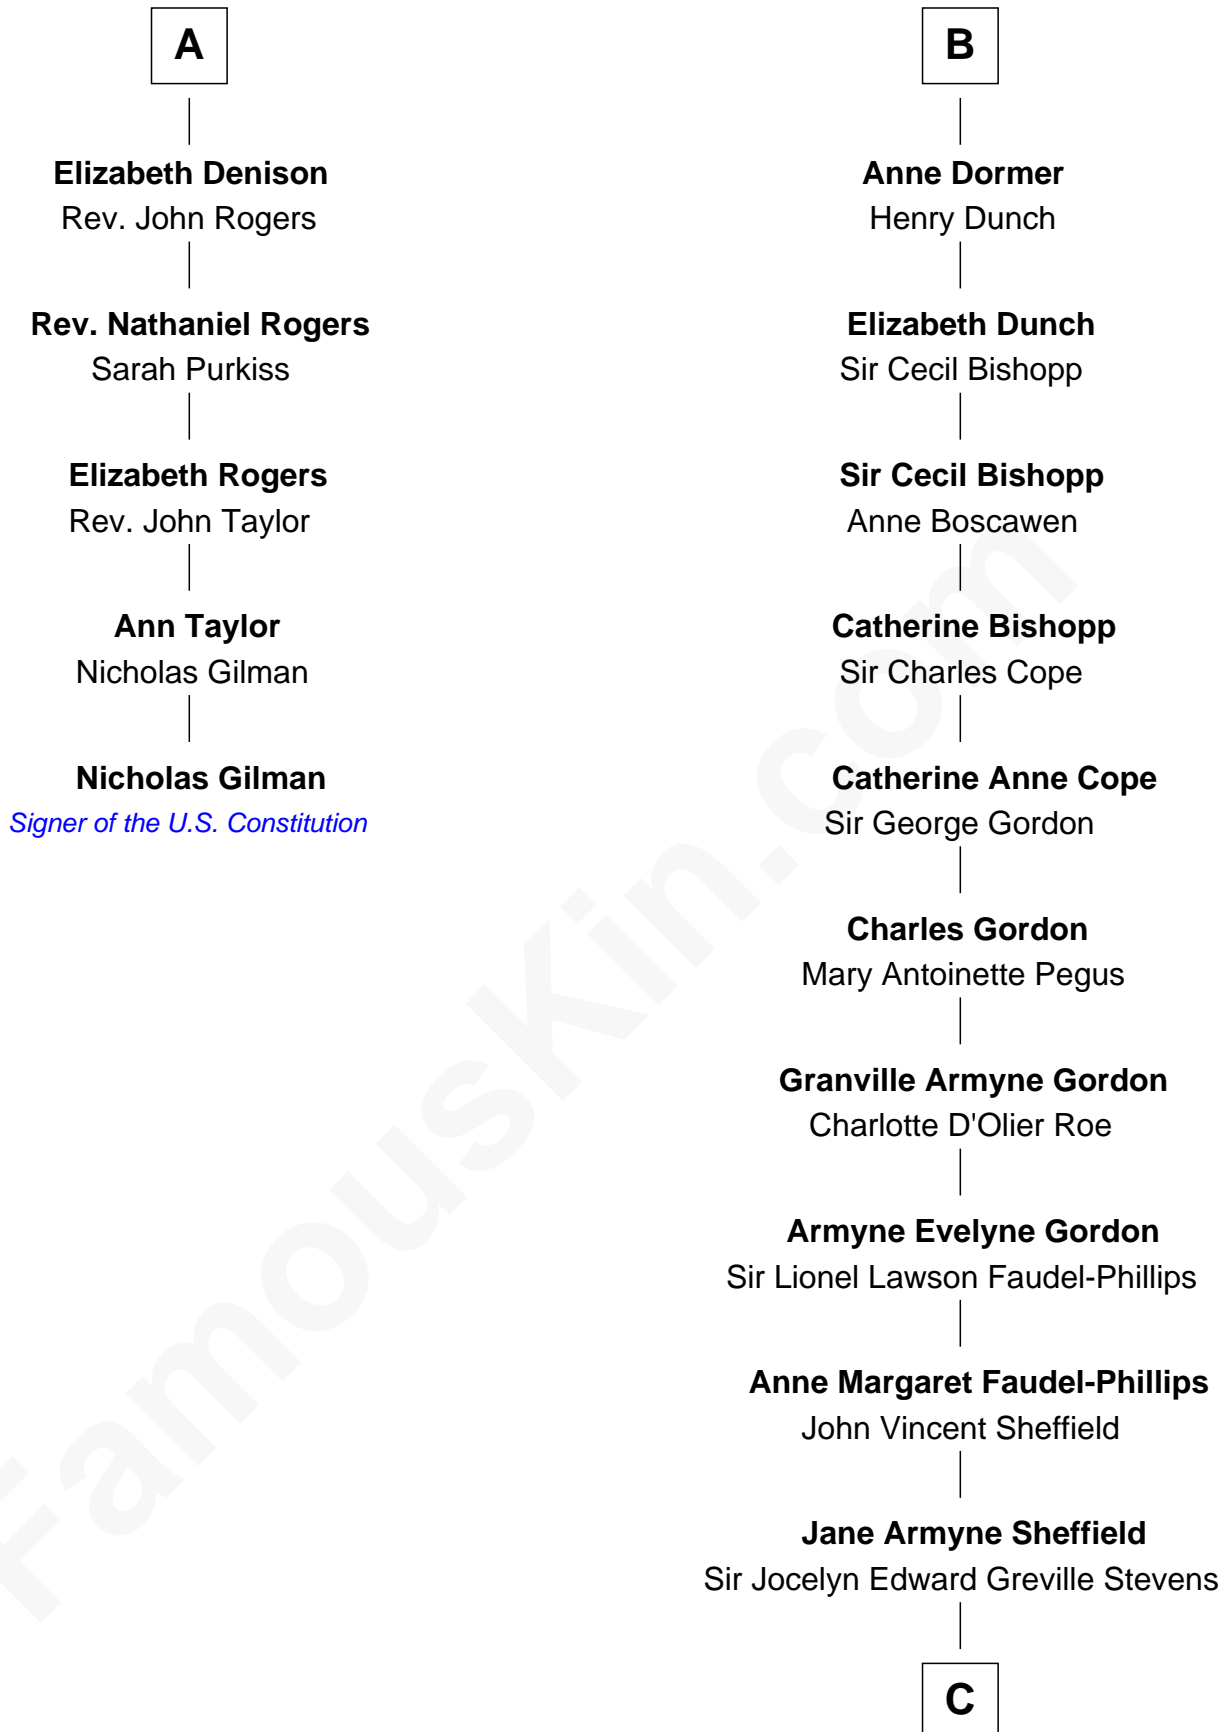 A
Elizabeth Denison
Rev. John Rogers
Rev. Nathaniel Rogers
Sarah Purkiss
Elizabeth Rogers
Rev. John Taylor
Ann Taylor
Nicholas Gilman
Nicholas Gilman
Signer of the U.S. Constitution
B
Anne Dormer
Henry Dunch
Elizabeth Dunch
Sir Cecil Bishopp
Sir Cecil Bishopp
Anne Boscawen
Catherine Bishopp
Sir Charles Cope
Catherine Anne Cope
Sir George Gordon
Charles Gordon
Mary Antoinette Pegus
Granville Armyne Gordon
Charlotte D'Olier Roe
Armyne Evelyne Gordon
Sir Lionel Lawson Faudel-Phillips
Anne Margaret Faudel-Phillips
John Vincent Sheffield
Jane Armyne Sheffield
Sir Jocelyn Edward Greville Stevens
C
FamousKin.com